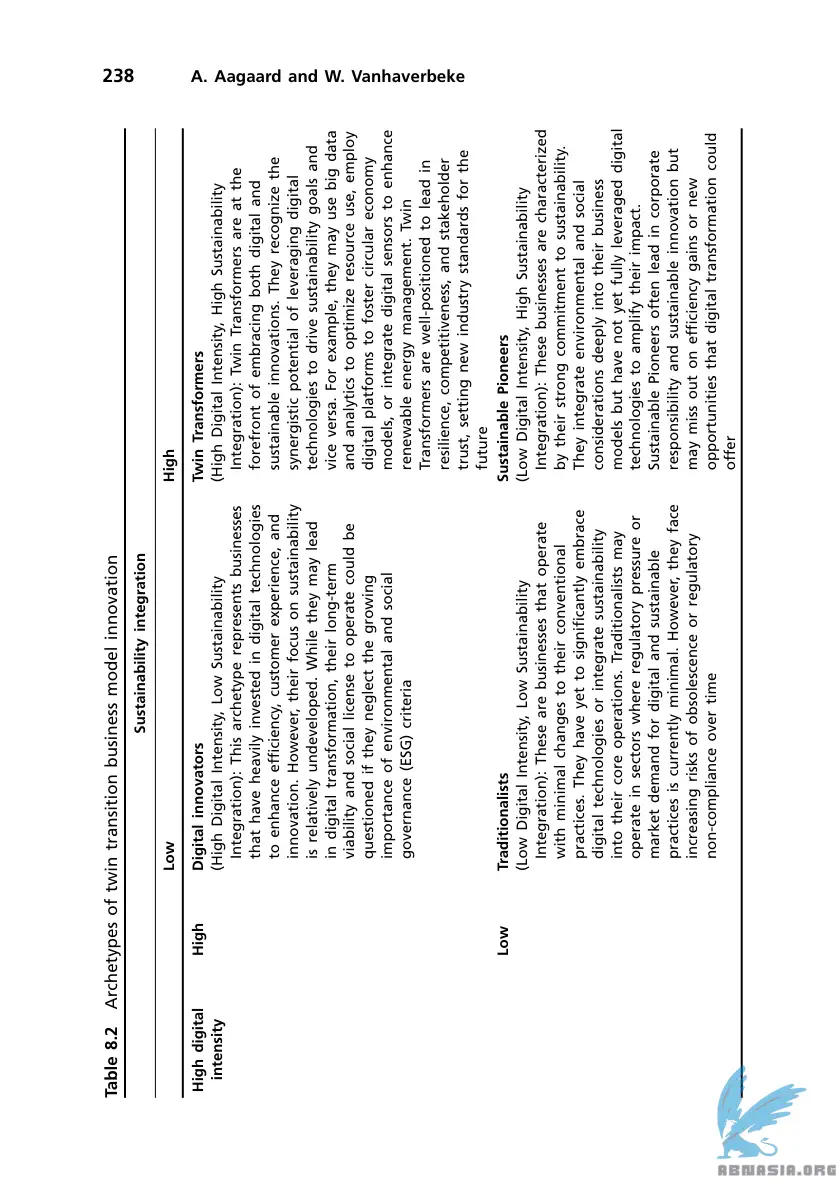 238 A. Aagaard and W. Vanhaverbeke
Table 8.2 Archetypes of twin transition business model innovation
Sustainability integration
Low High
High digital
intensity
High
Digital innovators
(High Digital Intensity, Low Sustainability
Integration): This archetype represents businesses
that have heavily invested in digital technologies
to enhance efficiency, customer experience, and
innovation. However, their focus on sustainability
is relatively undeveloped. While they may lead
in digital transformation, their long-term
viability and social license to operate could be
questioned if they neglect the growing
importance of environmental and social
governance (ESG) criteria
Twin Transformers
(High Digital Intensity, High Sustainability
Integration): Twin Transformers are at the
forefront of embracing both digital and
sustainable innovations. They recognize the
synergistic potential of leveraging digital
technologies to drive sustainability goals and
vice versa. For example, they may use big data
and analytics to optimize resource use, employ
digital platforms to foster circular economy
models, or integrate digital sensors to enhance
renewable energy management. Twin
Transformers are well-positioned to lead in
resilience, competitiveness, and stakeholder
trust, setting new industry standards for the
future
Low
Traditionalists
(Low Digital Intensity, Low Sustainability
Integration): These are businesses that operate
with minimal changes to their conventional
practices. They have yet to significantly embrace
digital technologies or integrate sustainability
into their core operations. Traditionalists may
operate in sectors where regulatory pressure or
market demand for digital and sustainable
practices is currently minimal. However, they face
increasing risks of obsolescence or regulatory
non-compliance over time
Sustainable Pioneers
(Low Digital Intensity, High Sustainability
Integration): These businesses are characterized
by their strong commitment to sustainability.
They integrate environmental and social
considerations deeply into their business
models but have not yet fully leveraged digital
technologies to amplify their impact.
Sustainable Pioneers often lead in corporate
responsibility and sustainable innovation but
may miss out on efficiency gains or new
opportunities that digital transformation could
offer
ABNASIA.ORG